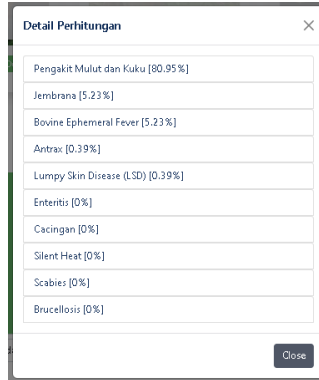 Detail Perhitungan
Pengakit Mulut dan Kuku [80.95%]
Jembrana [5.23%]
Bovine Ephemeral Fever [5.23%]
Antrax [0.39%]
Lumpy Skin Disease (LSD) [0.39%]
Enteritis [0%]
Cacingan [0%]
Silent Heat [0%]
Scabies [0%]
Brucellosis [0%]
Close